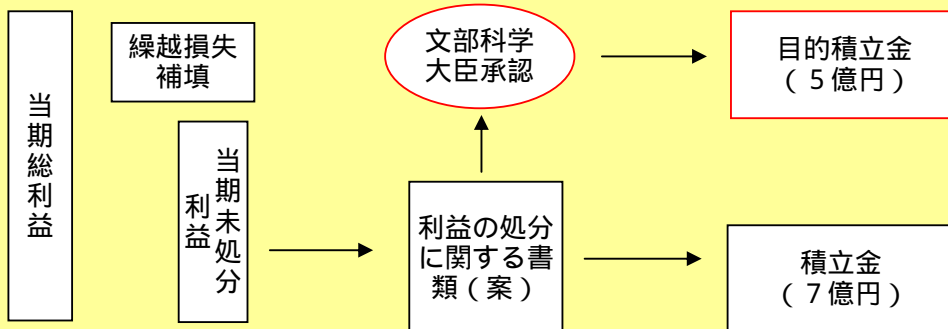 当期総利益
繰越損失
補填
当期未処分
利益
文部科学
大臣承認
目的積立金
（５億円）
利益の処分
に関する書
類（案）
積立金
（７億円）